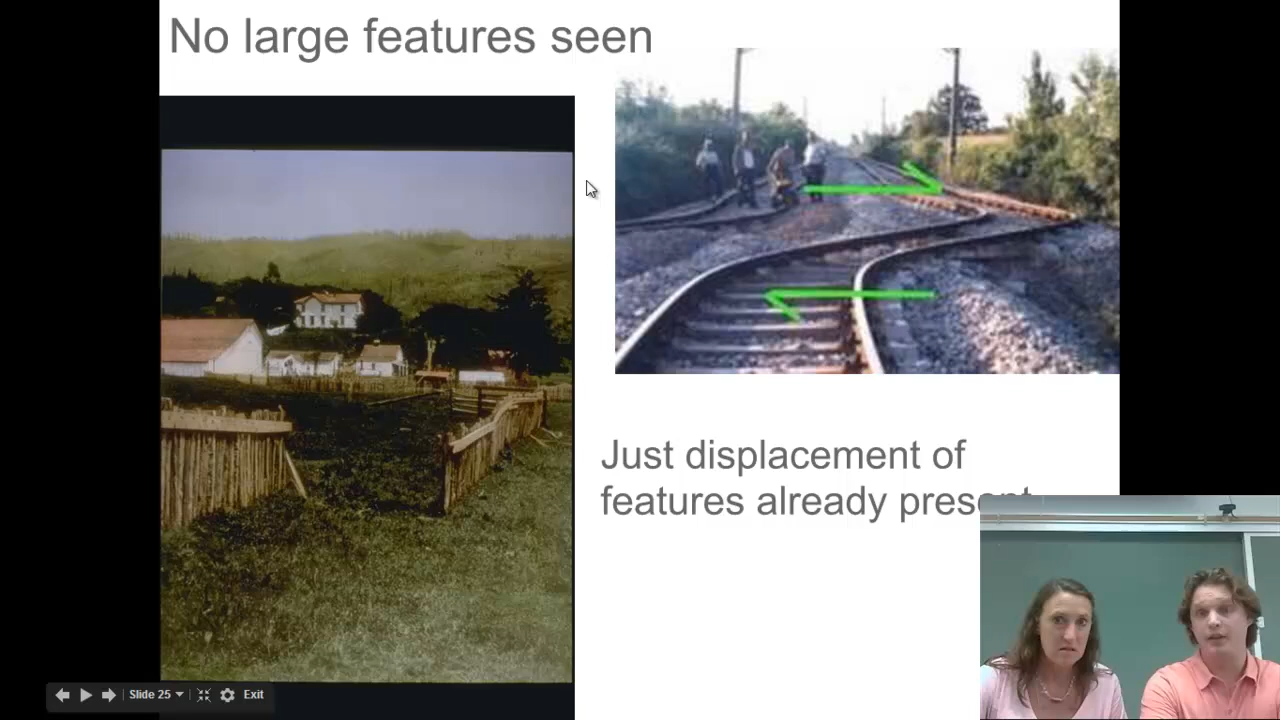 No large features seen
Just displacement of
features already present
Slide 25
Exit